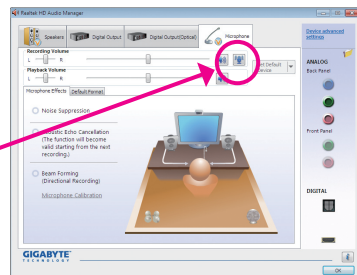 Realtek HD Audio Manager
Speakers
Digital Output
Digital Output(Optical)
Microphone
Device advanced
settings
Recording Volume
L
R
Set Default
Device
Playback Volume
L
R
Microphone Effects
Default Format
Noise Suppression
Acoustic Echo Cancellation
(The function will become
valid starting from the next
recording.)
Beam Forming
(Directional Recording)
Microphone Calibration
ANALOG
Back Panel
Front Panel
DIGITAL
GIGABYTE
TECHNOLOGY
OK